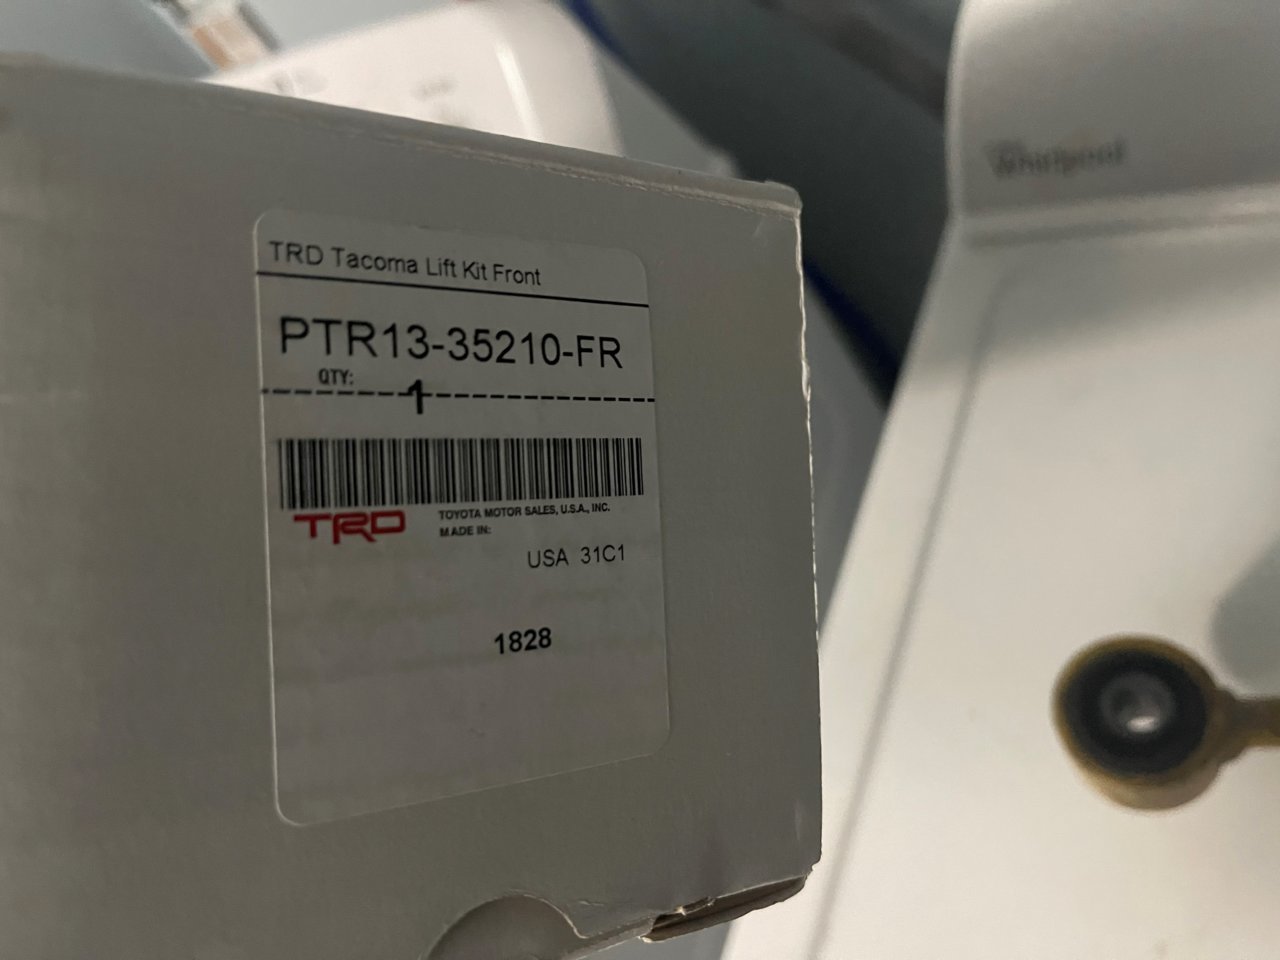 TRD Tacoma Lift Kit Front
PTR13-35210-FR
QTY: 1
TRD
TOYOTA MOTOR SALES, U.S.A., INC.
MADE IN:
USA 31C1
1828
Whirlpool